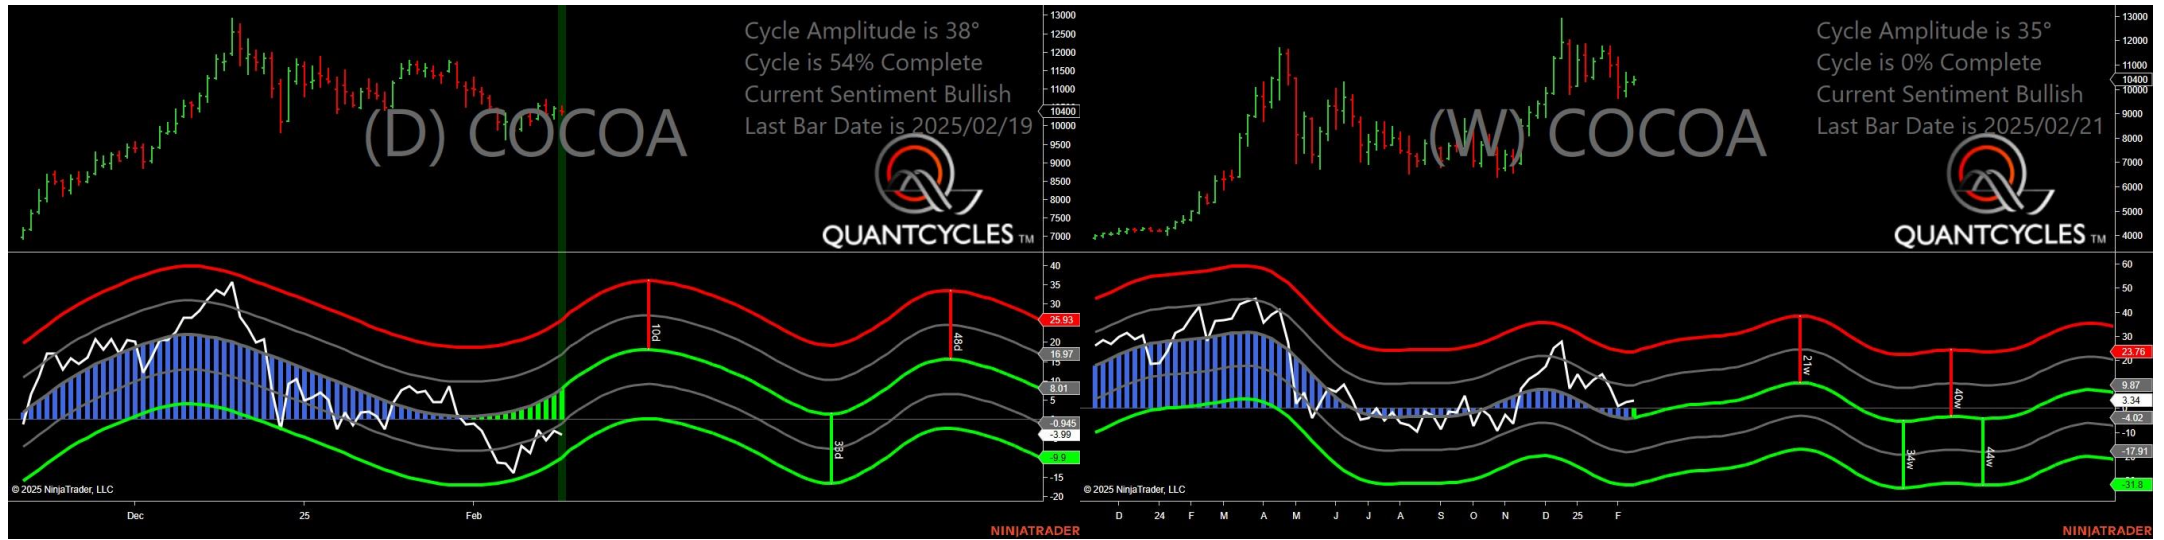 Cycle Amplitude is 38°
Cycle is 54% Complete
Current Sentiment Bullish
Last Bar Date is 2025/02/19
(D) COCOA
QUANTCYCLES TM
13000
12500
12000
11500
11000
10400
10000
9500
9000
8500
8000
7500
7000
40
35
30
25.93
20
16.97
15
8.01
5
-0.945
-3.99
-9.9
-15
-20
10d
48d
38d
© 2025 NinjaTrader, LLC
Dec
25
Feb
NINJATRADER
Cycle Amplitude is 35°
Cycle is 0% Complete
Current Sentiment Bullish
Last Bar Date is 2025/02/21
(W) COCOA
QUANTCYCLES TM
13000
12000
11000
10400
10000
9000
8000
7000
6000
5000
4000
60
50
40
30
23.76
20
9.87
3.34
-4.02
-10
-17.91
-31.8
21w
40w
34w
44w
© 2025 NinjaTrader, LLC
D 24 F M A M J J A S O N D 25 F
NINJATRADER